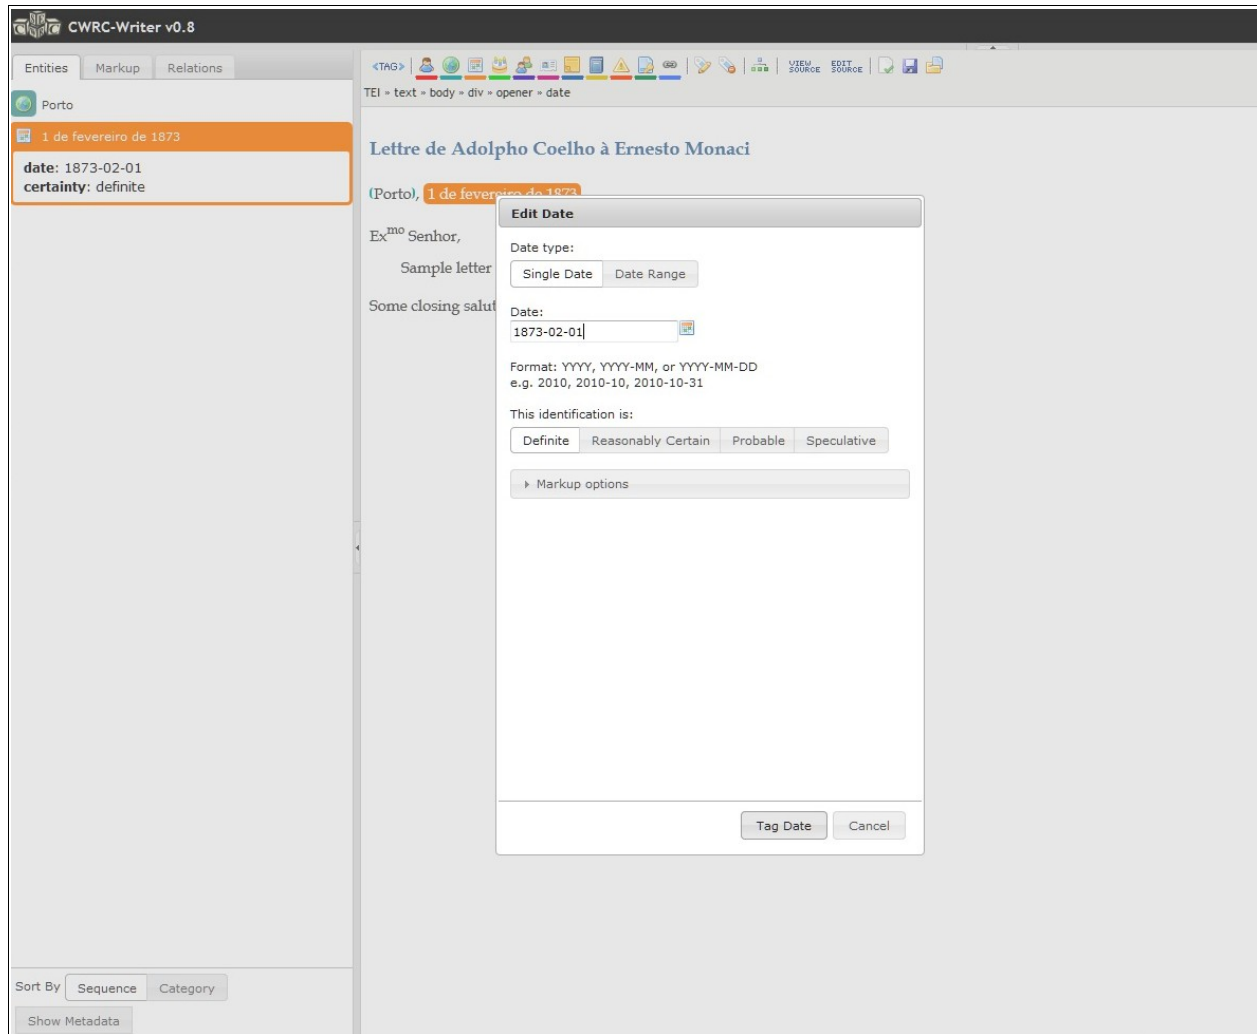 CWRC-Writer v0.8
Entities Markup Relations
Porto
1 de fevereiro de 1873
date: 1873-02-01
certainty: definite
Sort By Sequence Category
Show Metadata
<TAG> VIEW SOURCE EDIT SOURCE
TEI » text » body » div » opener » date
Lettre de Adolpho Coelho à Ernesto Monaci
(Porto), 1 de fevereiro de 1873
Exmo Senhor,
Sample letter
Some closing salut
Edit Date
Date type:
Single Date Date Range
Date:
1873-02-01
Format: YYYY, YYYY-MM, or YYYY-MM-DD
e.g. 2010, 2010-10, 2010-10-31
This identification is:
Definite Reasonably Certain Probable Speculative
Markup options
Tag Date Cancel